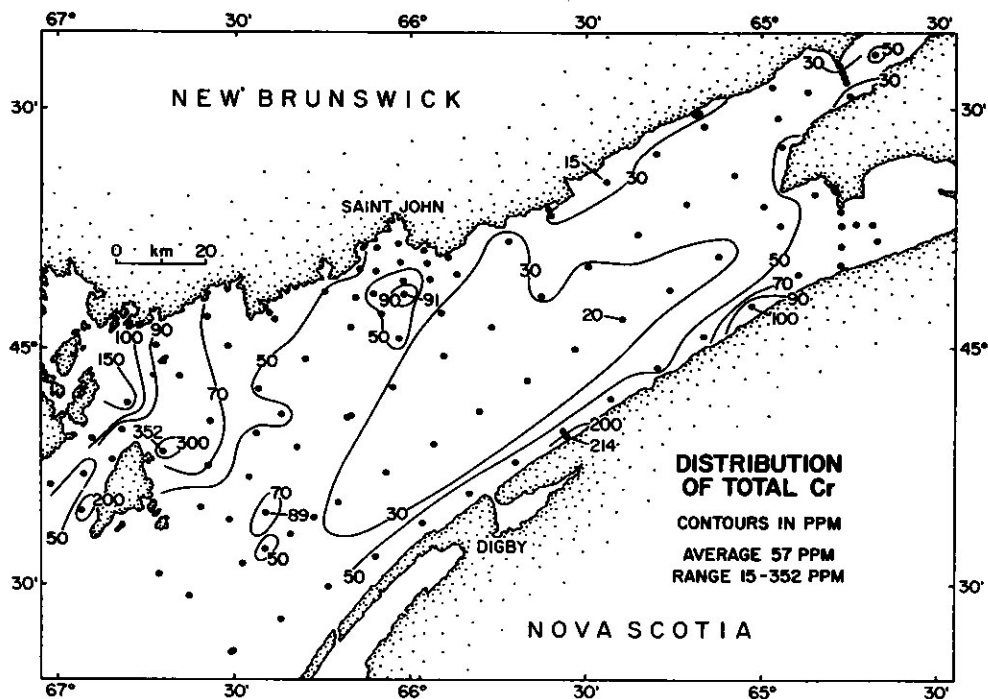 67° 30' 66° 65° 30'
30' 50
30
30
30' NEW BRUNSWICK 30'
15
30
SAINT JOHN
0 km 20
50
30
70
90 91
90
100
20
100 90
50
45° 45°
150
50
70
352
300
200
214
DISTRIBUTION
OF TOTAL Cr
200
70
89
30
CONTOURS IN PPM
50
50
DIGBY
AVERAGE 57 PPM
RANGE 15-352 PPM
50
30' 30'
NOVA SCOTIA
67° 30' 66° 30' 65° 30'